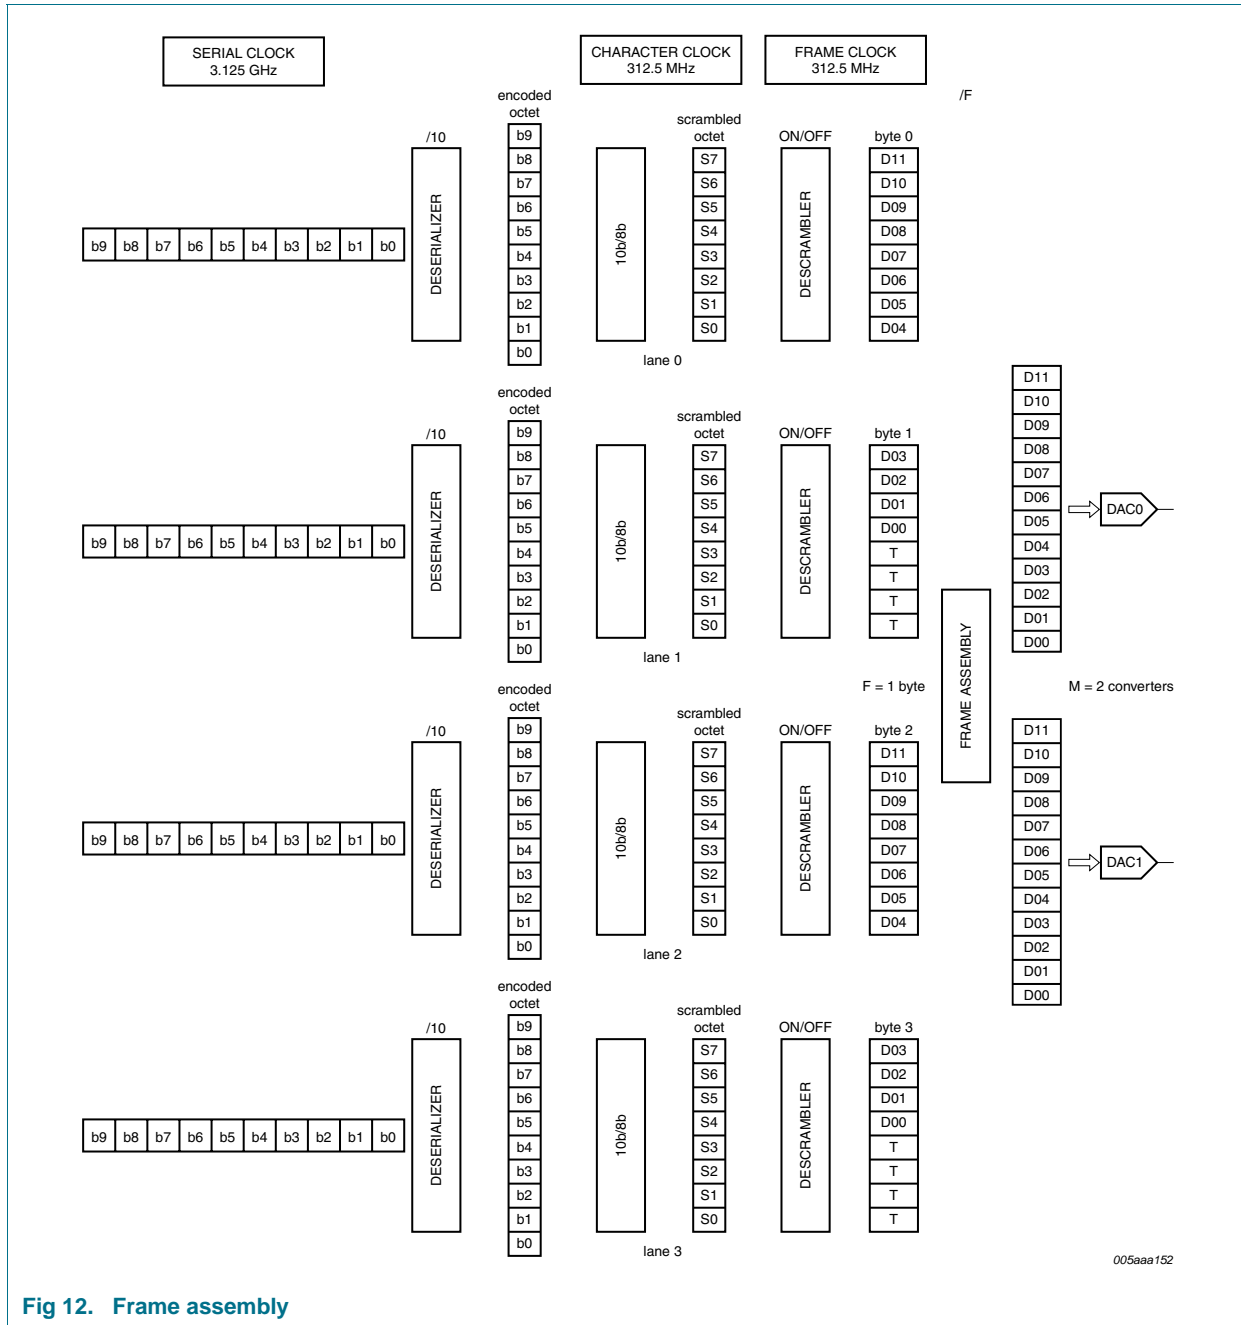 SERIAL CLOCK
3.125 GHz
CHARACTER CLOCK
312.5 MHz
FRAME CLOCK
312.5 MHz
/F
encoded
octet
/10
b9
b8
b7
b6
b5
b4
b3
b2
b1
b0
b9 b8 b7 b6 b5 b4 b3 b2 b1 b0
DESERIALIZER
10b/8b
scrambled
octet
S7
S6
S5
S4
S3
S2
S1
S0
ON/OFF
DESCRAMBLER
byte 0
D11
D10
D09
D08
D07
D06
D05
D04
lane 0
encoded
octet
/10
b9
b8
b7
b6
b5
b4
b3
b2
b1
b0
b9 b8 b7 b6 b5 b4 b3 b2 b1 b0
DESERIALIZER
10b/8b
scrambled
octet
S7
S6
S5
S4
S3
S2
S1
S0
ON/OFF
DESCRAMBLER
byte 1
D03
D02
D01
D00
T
T
T
T
lane 1
F = 1 byte
encoded
octet
/10
b9
b8
b7
b6
b5
b4
b3
b2
b1
b0
b9 b8 b7 b6 b5 b4 b3 b2 b1 b0
DESERIALIZER
10b/8b
scrambled
octet
S7
S6
S5
S4
S3
S2
S1
S0
ON/OFF
DESCRAMBLER
byte 2
D11
D10
D09
D08
D07
D06
D05
D04
lane 2
encoded
octet
/10
b9
b8
b7
b6
b5
b4
b3
b2
b1
b0
b9 b8 b7 b6 b5 b4 b3 b2 b1 b0
DESERIALIZER
10b/8b
scrambled
octet
S7
S6
S5
S4
S3
S2
S1
S0
ON/OFF
DESCRAMBLER
byte 3
D03
D02
D01
D00
T
T
T
T
lane 3
FRAME ASSEMBLY
D11
D10
D09
D08
D07
D06
D05
D04
D03
D02
D01
D00
DAC0
M = 2 converters
D11
D10
D09
D08
D07
D06
D05
D04
D03
D02
D01
D00
DAC1
005aaa152
Fig 12. Frame assembly